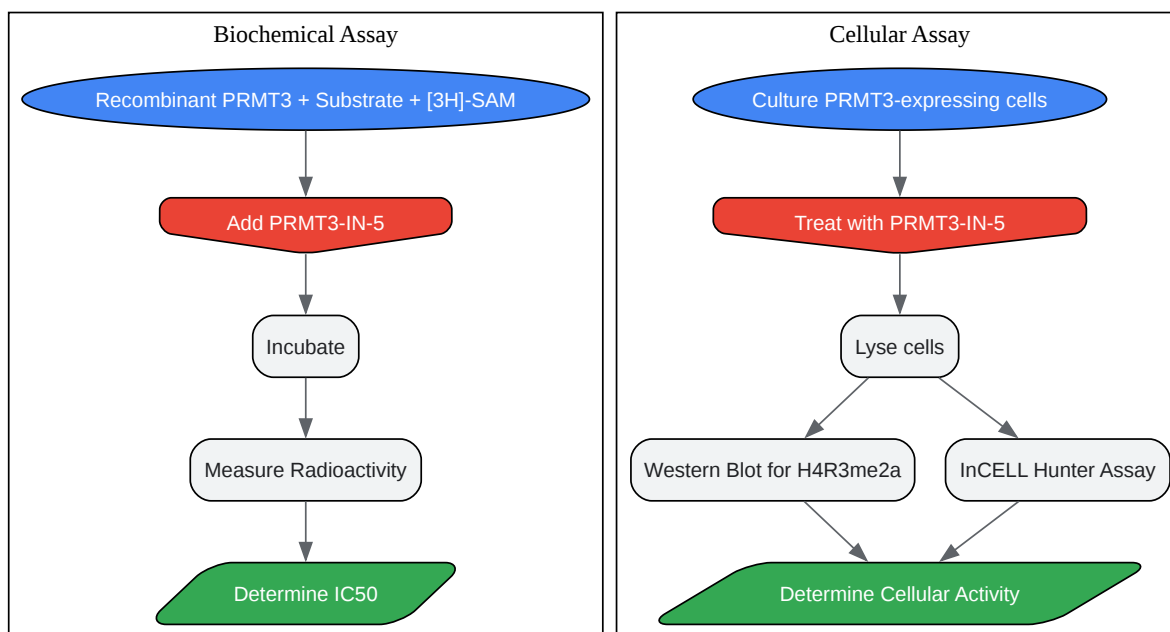 Biochemical Assay
Recombinant PRMT3 + Substrate + [3H]-SAM
Add PRMT3-IN-5
Incubate
Measure Radioactivity
Determine IC50
Cellular Assay
Culture PRMT3-expressing cells
Treat with PRMT3-IN-5
Lyse cells
Western Blot for H4R3me2a
InCELL Hunter Assay
Determine Cellular Activity